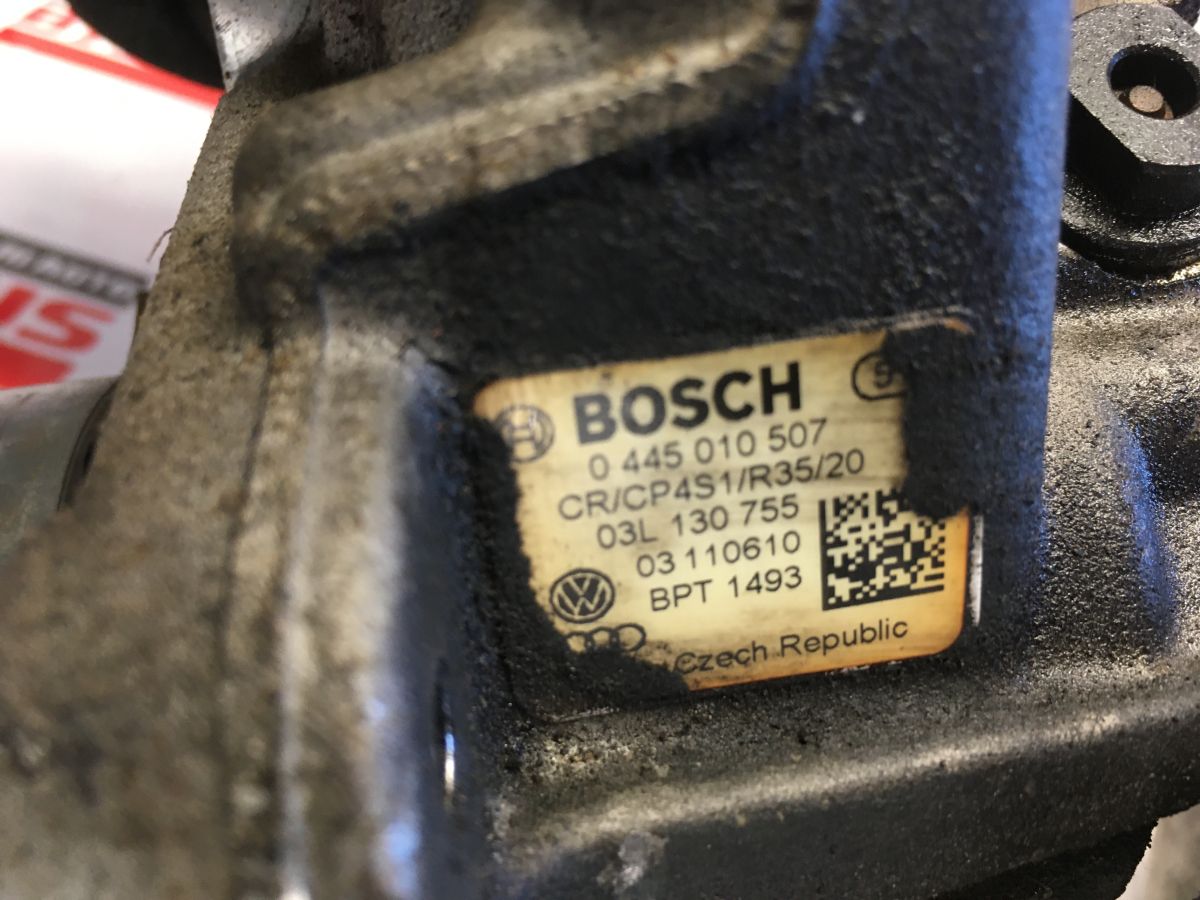 BOSCH
0 445 010 507
CR/CP4S1/R35/20
03L 130 755
03 110610
BPT 1493
Czech Republic